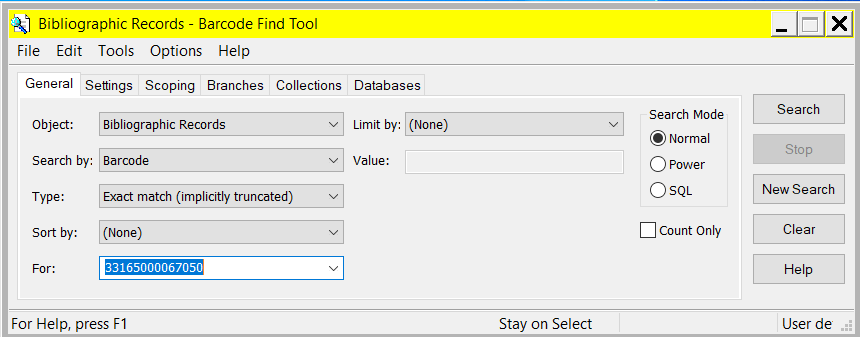 Bibliographic Records - Barcode Find Tool
File Edit Tools Options Help
General Settings Scoping Branches Collections Databases
Object: Bibliographic Records Limit by: (None)
Search by: Barcode Value:
Type: Exact match (implicitly truncated)
Sort by: (None)
For: 33165000067050
Search Mode
Normal
Power
SQL
Count Only
Search
Stop
New Search
Clear
Help
For Help, press F1 Stay on Select User de